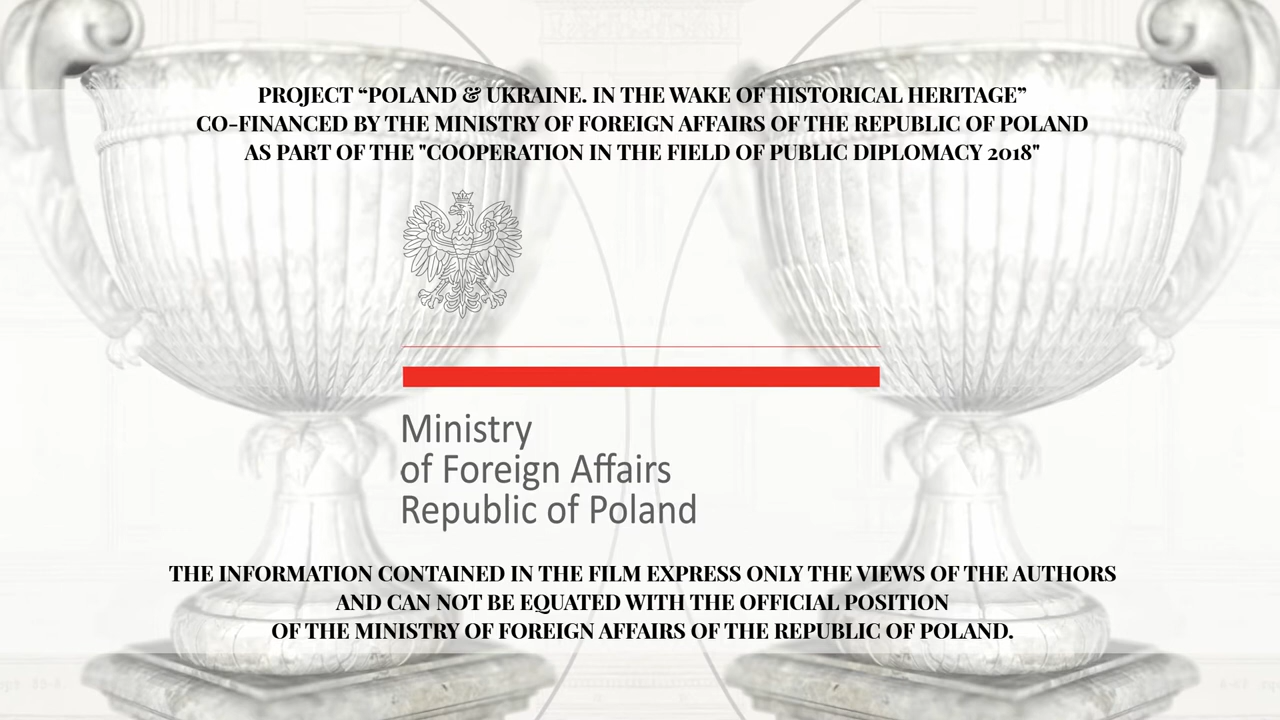 PROJECT “POLAND & UKRAINE. IN THE WAKE OF HISTORICAL HERITAGE”
CO-FINANCED BY THE MINISTRY OF FOREIGN AFFAIRS OF THE REPUBLIC OF POLAND
AS PART OF THE "COOPERATION IN THE FIELD OF PUBLIC DIPLOMACY 2018"
Ministry
of Foreign Affairs
Republic of Poland
THE INFORMATION CONTAINED IN THE FILM EXPRESS ONLY THE VIEWS OF THE AUTHORS
AND CAN NOT BE EQUATED WITH THE OFFICIAL POSITION
OF THE MINISTRY OF FOREIGN AFFAIRS OF THE REPUBLIC OF POLAND.